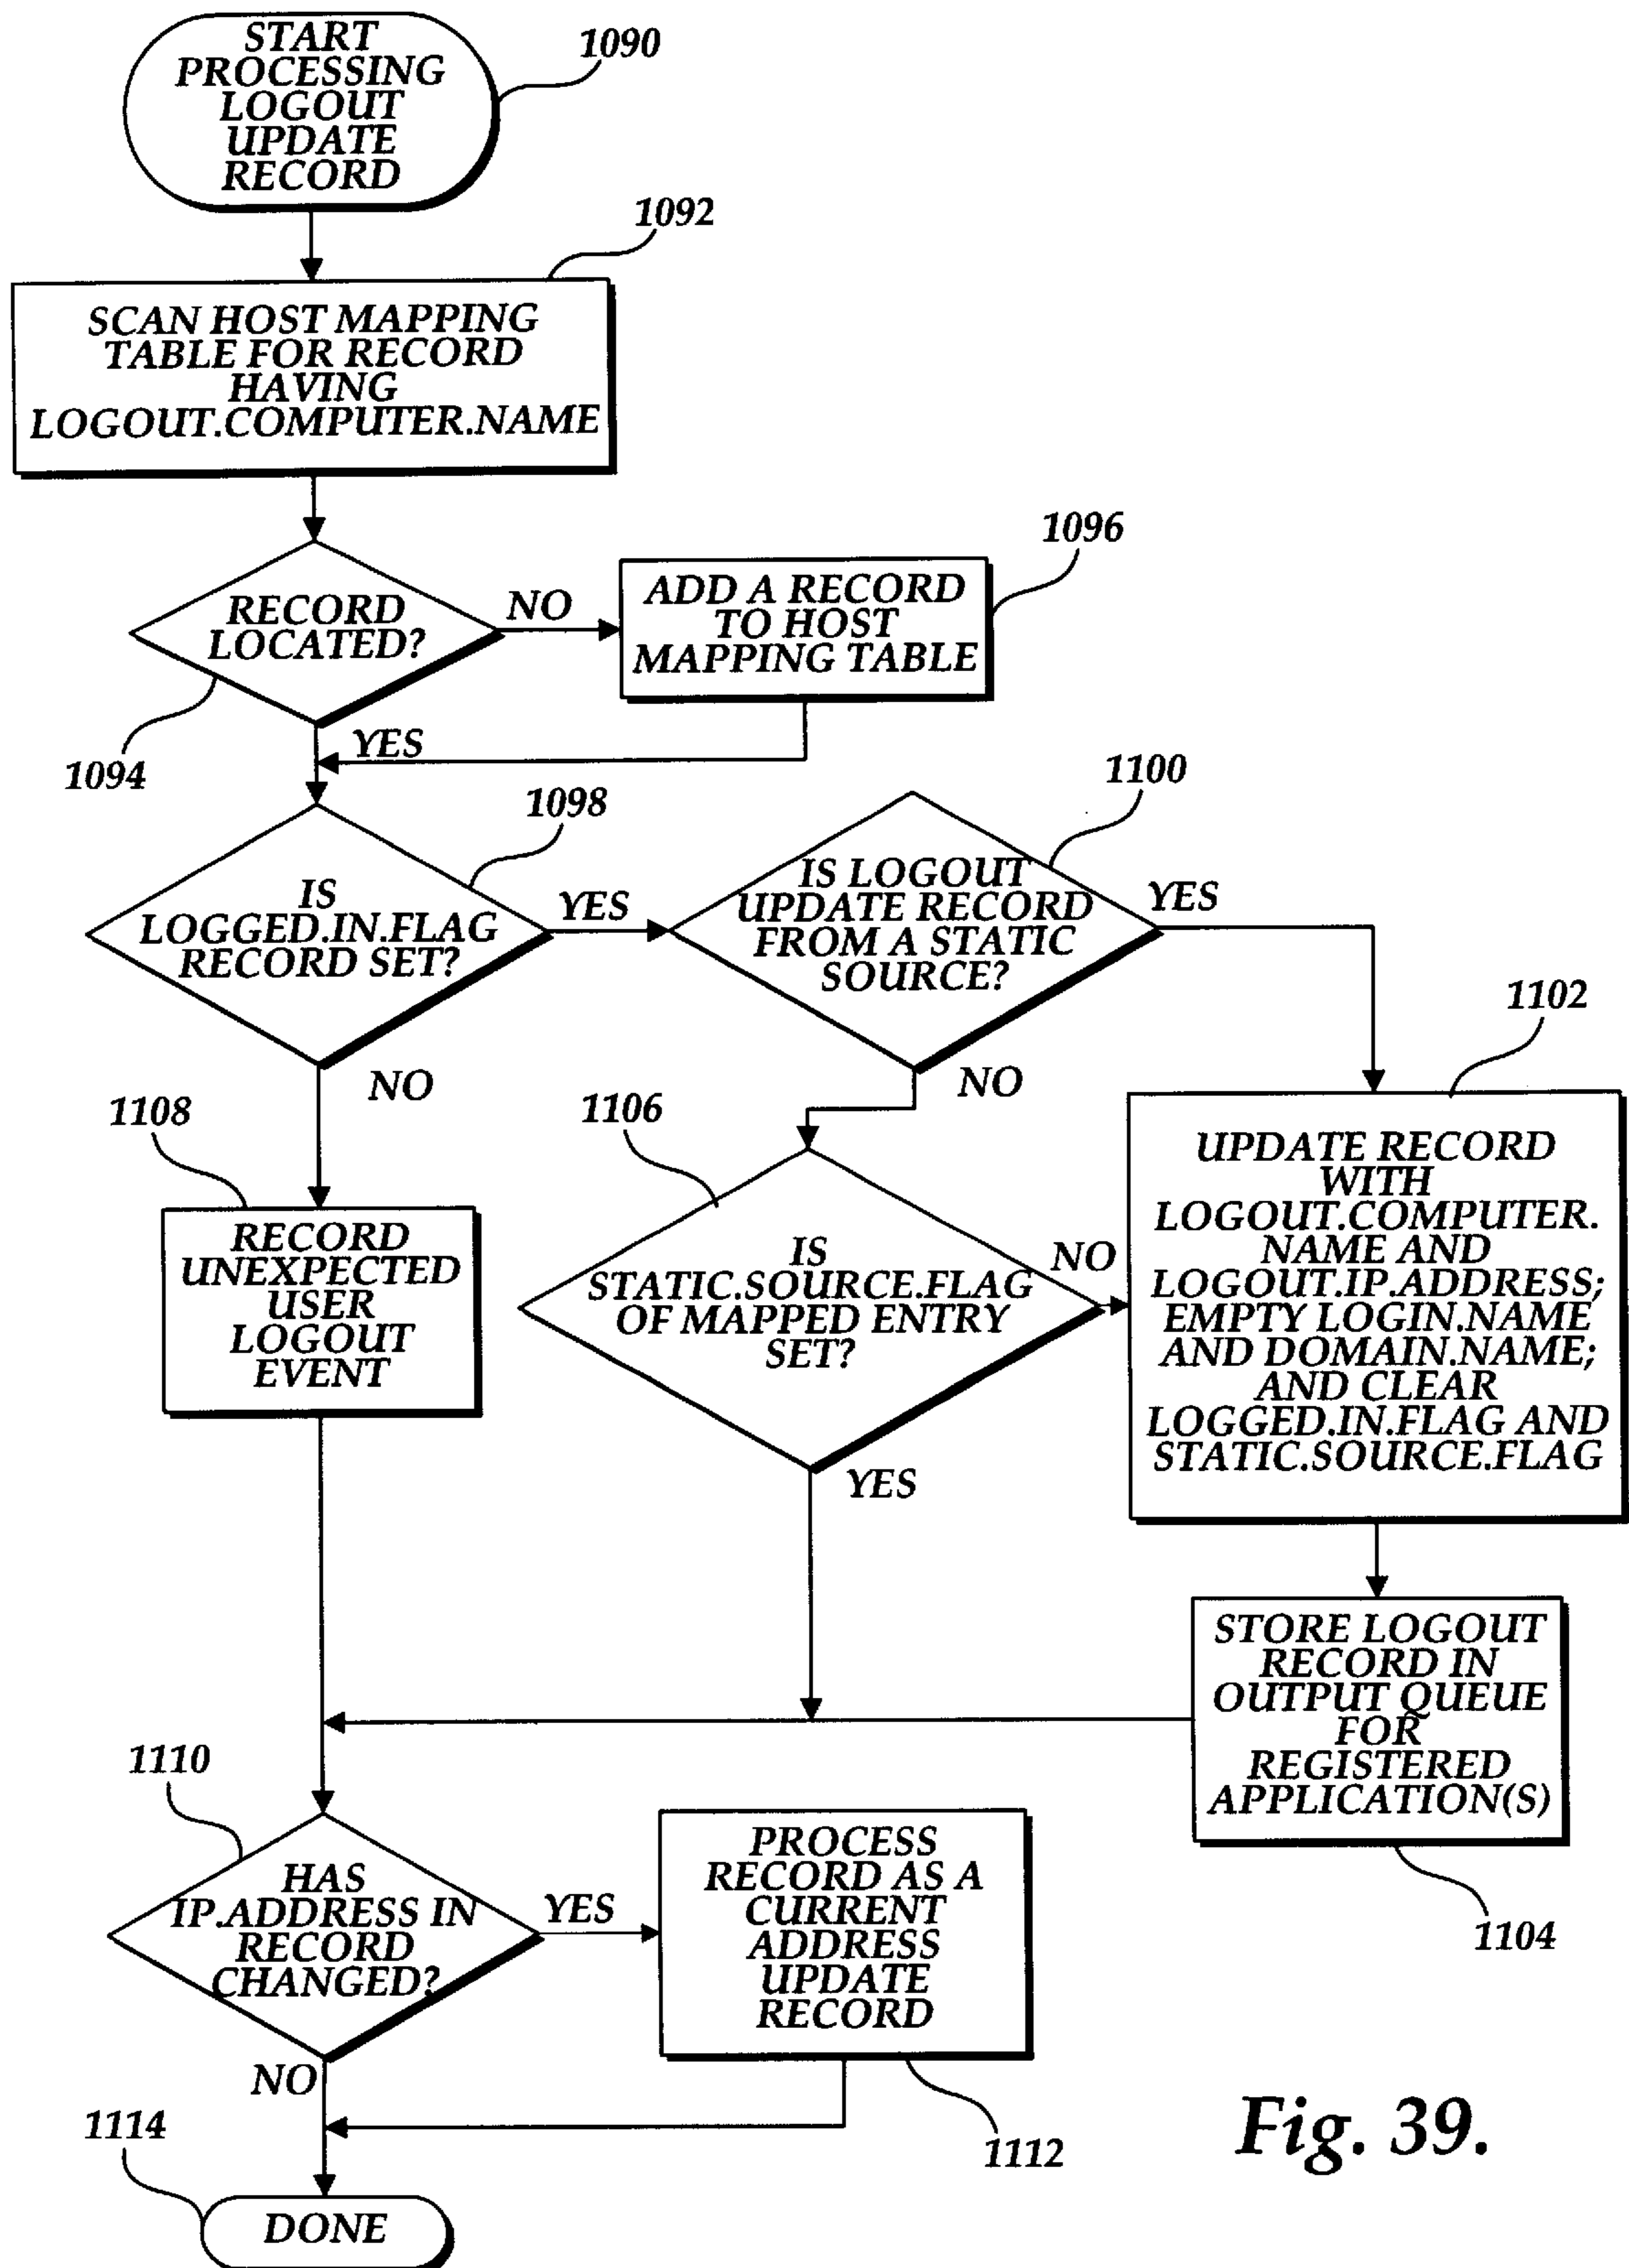 START
PROCESSING
LOGOUT
UPDATE
RECORD
1090
1092
SCAN HOST MAPPING
TABLE FOR RECORD
HAVING
LOGOUT.COMPUTER.NAME
1096
RECORD
LOCATED?
NO
ADD A RECORD
TO HOST
MAPPING TABLE
1094
YES
1098
1100
IS
LOGGED.IN.FLAG
RECORD SET?
YES
IS LOGOUT
UPDATE RECORD
FROM A STATIC
SOURCE?
YES
NO
NO
1102
1108
RECORD
UNEXPECTED
USER
LOGOUT
EVENT
1106
IS
STATIC.SOURCE.FLAG
OF MAPPED ENTRY
SET?
NO
YES
UPDATE RECORD
WITH
LOGOUT.COMPUTER.
NAME AND
LOGOUT.IP.ADDRESS;
EMPTY LOGIN.NAME
AND DOMAIN.NAME;
AND CLEAR
LOGGED.IN.FLAG AND
STATIC.SOURCE.FLAG
STORE LOGOUT
RECORD IN
OUTPUT QUEUE
FOR
REGISTERED
APPLICATION(S)
1104
1110
HAS
IP.ADDRESS IN
RECORD
CHANGED?
YES
PROCESS
RECORD AS A
CURRENT
ADDRESS
UPDATE
RECORD
NO
1112
1114
DONE
Fig. 39.